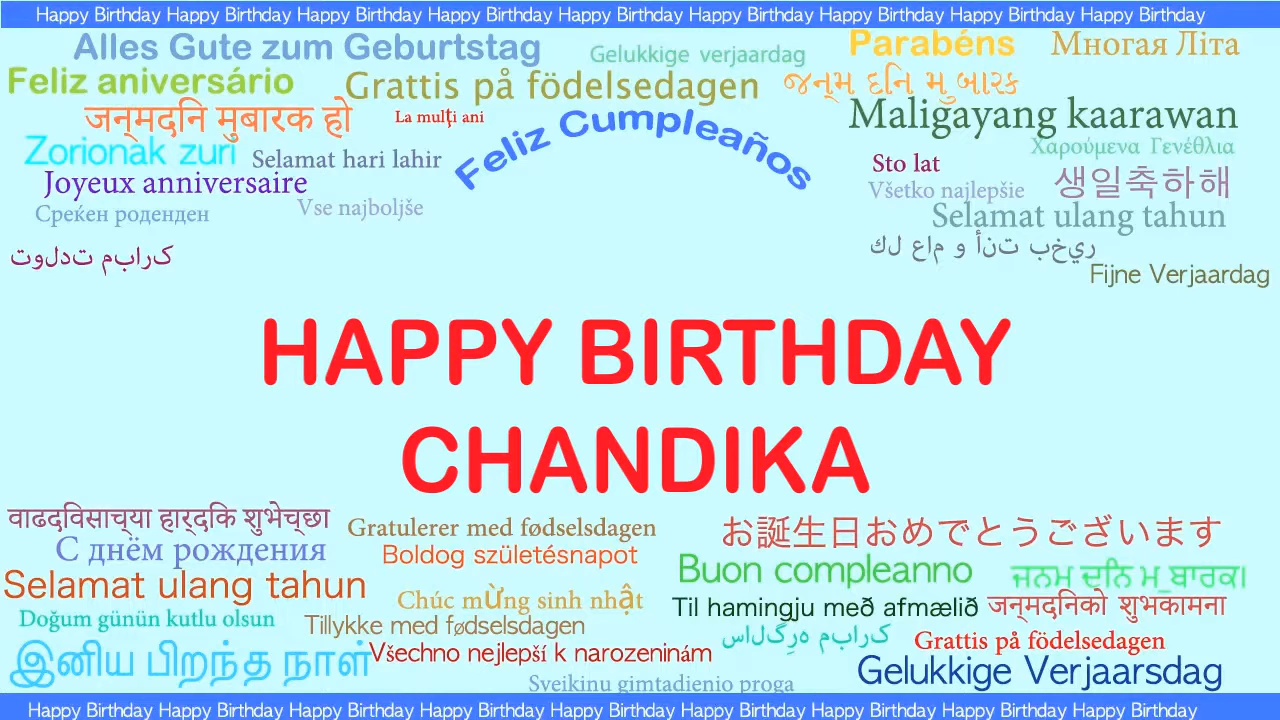 Happy Birthday Happy Birthday Happy Birthday Happy Birthday Happy Birthday Happy Birthday Happy Birthday Happy Birthday Happy Birthday
Alles Gute zum Geburtstag
Gelukkige verjaardag
Parabéns
Многая Літа
Feliz aniversário
Grattis på födelsedagen
જન્મ દિન મુબારક
जन्मदिन मुबारक हो
La mulţi ani
Feliz Cumpleaños
Maligayang kaarawan
Zorionak zuri
Selamat hari lahir
Χαρούμενα Γενέθλια
Joyeux anniversaire
Sto lat
Všetko najlepšie
생일축하해
Среќен роденден
Vse najboljše
Selamat ulang tahun
تولدت مبارک
كل عام و أنت بخير
Fijne Verjaardag
HAPPY BIRTHDAY
CHANDIKA
वाढदिवसाच्या हार्दिक शुभेच्छा
Gratulerer med fødselsdagen
お誕生日おめでとうございます
С днём рождения
Boldog születésnapot
Buon compleanno
ਜਨਮ ਦਿਨ ਮੁਬਾਰਕ।
Selamat ulang tahun
Chúc mừng sinh nhật
Til hamingju með afmælið
जन्मदिनको शुभकामना
Doğum günün kutlu olsun
Tillykke med fødselsdagen
سالگرہ مبارک
Grattis på födelsedagen
இனிய பிறந்த நாள்
Všechno nejlepší k narozeninám
Gelukkige Verjaarsdag
Sveikinu gimtadienio proga
Happy Birthday Happy Birthday Happy Birthday Happy Birthday Happy Birthday Happy Birthday Happy Birthday Happy Birthday Happy Birthday